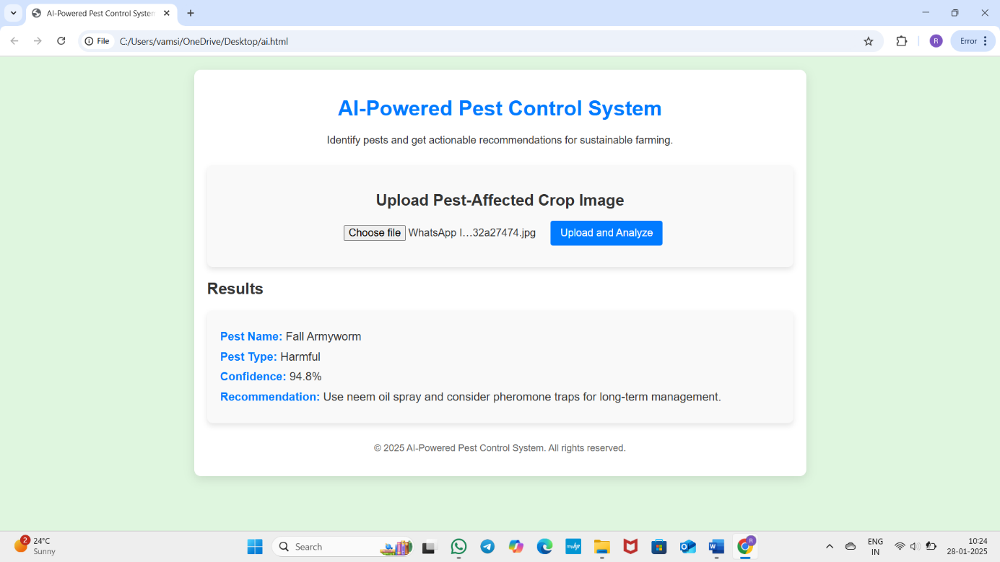 AI-Powered Pest Control System
File C:/Users/vamsi/OneDrive/Desktop/ai.html R Error
AI-Powered Pest Control System
Identify pests and get actionable recommendations for sustainable farming.
Upload Pest-Affected Crop Image
Choose file WhatsApp I...32a27474.jpg Upload and Analyze
Results
Pest Name: Fall Armyworm
Pest Type: Harmful
Confidence: 94.8%
Recommendation: Use neem oil spray and consider pheromone traps for long-term management.
© 2025 AI-Powered Pest Control System. All rights reserved.
2 24°C
Sunny
Search
myhp
W
R
ENG
IN
10:24
28-01-2025